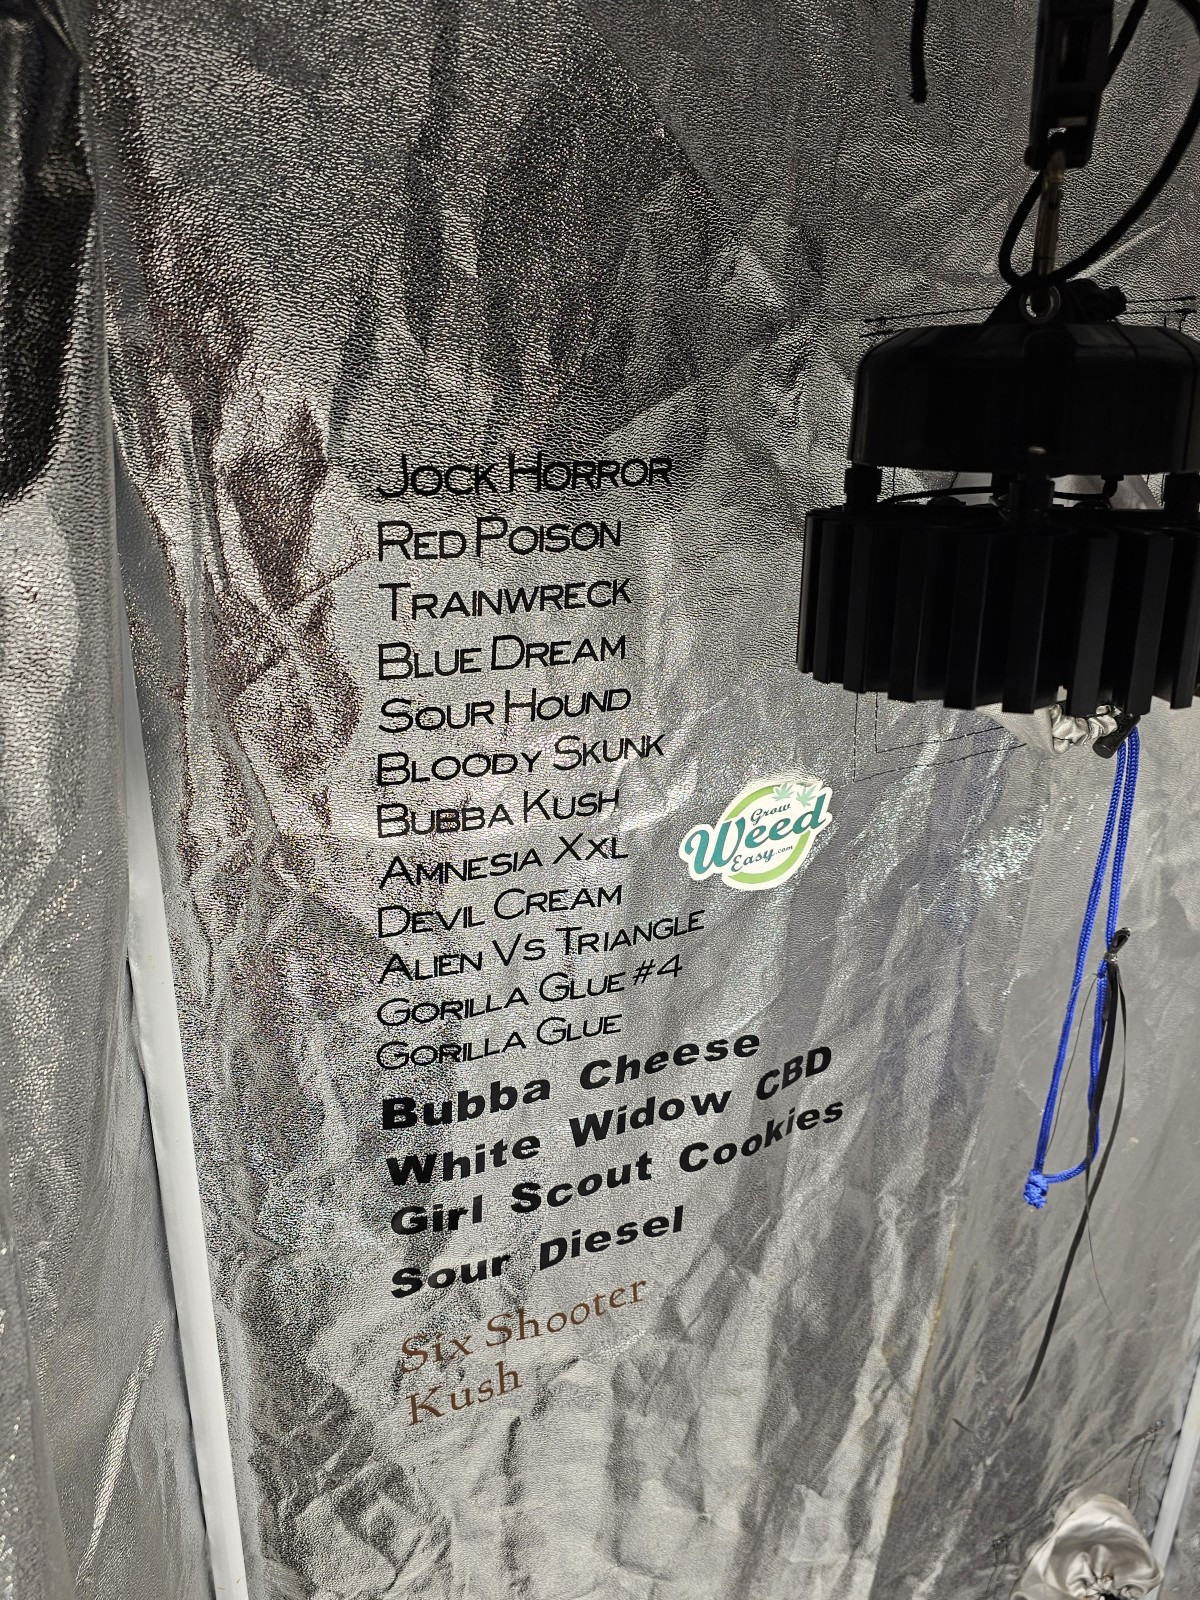 JOCK HORROR
RED POISON
TRAINWRECK
BLUE DREAM
SOUR HOUND
BLOODY SKUNK
BUBBA KUSH
AMNESIA XXL
DEVIL CREAM
ALIEN VS TRIANGLE
GORILLA GLUE #4
GORILLA GLUE
Bubba Cheese
White Widow CBD
Girl Scout Cookies
Sour Diesel
Six Shooter
Kush
Grow
Weed
Easy.com